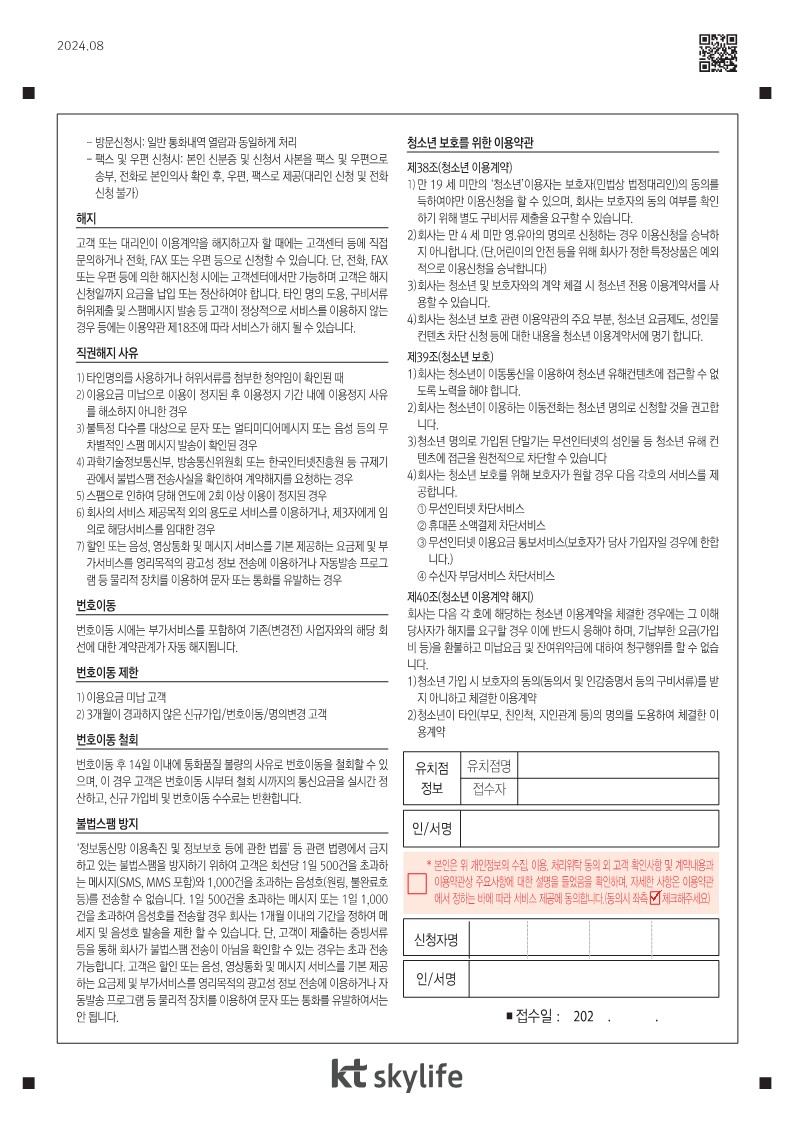 2024.08
– 방문신청시: 일반 통화내역 열람과 동일하게 처리
– 팩스 및 우편 신청시: 본인 신분증 및 신청서 사본을 팩스 및 우편으로
송부, 전화로 본인의사 확인 후, 우편, 팩스로 제공(대리인 신청 및 전화
신청 불가)
해지
고객 또는 대리인이 이용계약을 해지하고자 할 때에는 고객센터 등에 직접
문의하거나 전화, FAX 또는 우편 등으로 신청할 수 있습니다. 단, 전화, FAX
또는 우편 등에 의한 해지신청 시에는 고객센터에서만 가능하며 고객은 해지
신청일까지 요금을 납입 또는 정산하여야 합니다. 타인 명의 도용, 구비서류
허위제출 및 스팸메시지 발송 등 고객이 정상적으로 서비스를 이용하지 않는
경우 등에는 이용약관 제18조에 따라 서비스가 해지 될 수 있습니다.
직권해지 사유
1) 타인명의를 사용하거나 허위서류를 첨부한 청약임이 확인된 때
2) 이용요금 미납으로 이용이 정지된 후 이용정지 기간 내에 이용정지 사유
를 해소하지 아니한 경우
3) 불특정 다수를 대상으로 문자 또는 멀티미디어메시지 또는 음성 등의 무
차별적인 스팸 메시지 발송이 확인된 경우
4) 과학기술정보통신부, 방송통신위원회 또는 한국인터넷진흥원 등 규제기
관에서 불법스팸 전송사실을 확인하여 계약해지를 요청하는 경우
5) 스팸으로 인하여 당해 연도에 2회 이상 이용이 정지된 경우
6) 회사의 서비스 제공목적 외의 용도로 서비스를 이용하거나, 제3자에게 임
의로 해당서비스를 임대한 경우
7) 할인 또는 음성, 영상통화 및 메시지 서비스를 기본 제공하는 요금제 및 부
가서비스를 영리목적의 광고성 정보 전송에 이용하거나 자동발송 프로그
램 등 물리적 장치를 이용하여 문자 또는 통화를 유발하는 경우
번호이동
번호이동 시에는 부가서비스를 포함하여 기존(변경전) 사업자와의 해당 회
선에 대한 계약관계가 자동 해지됩니다.
번호이동 제한
1) 이용요금 미납 고객
2) 3개월이 경과하지 않은 신규가입/번호이동/명의변경 고객
번호이동 철회
번호이동 후 14일 이내에 통화품질 불량의 사유로 번호이동을 철회할 수 있
으며, 이 경우 고객은 번호이동 시부터 철회 시까지의 통신요금을 실시간 정
산하고, 신규 가입비 및 번호이동 수수료는 반환합니다.
불법스팸 방지
'정보통신망 이용촉진 및 정보보호 등에 관한 법률' 등 관련 법령에서 금지
하고 있는 불법스팸을 방지하기 위하여 고객은 회선당 1일 500건을 초과하
는 메시지(SMS, MMS 포함)와 1,000건을 초과하는 음성호(원링, 불완료호
등)를 전송할 수 없습니다. 1일 500건을 초과하는 메시지 또는 1일 1,000
건을 초과하여 음성호를 전송할 경우 회사는 1개월 이내의 기간을 정하여 메
세지 및 음성호 발송을 제한 할 수 있습니다. 단, 고객이 제출하는 증빙서류
등을 통해 회사가 불법스팸 전송이 아님을 확인할 수 있는 경우는 초과 전송
가능합니다. 고객은 할인 또는 음성, 영상통화 및 메시지 서비스를 기본 제공
하는 요금제 및 부가서비스를 영리목적의 광고성 정보 전송에 이용하거나 자
동발송 프로그램 등 물리적 장치를 이용하여 문자 또는 통화를 유발하여서는
안 됩니다.
청소년 보호를 위한 이용약관
제38조(청소년 이용계약)
1) 만 19 세 미만의 '청소년'이용자는 보호자(민법상 법정대리인)의 동의를
득하여야만 이용신청을 할 수 있으며, 회사는 보호자의 동의 여부를 확인
하기 위해 별도 구비서류 제출을 요구할 수 있습니다.
2) 회사는 만 4 세 미만 영.유아의 명의로 신청하는 경우 이용신청을 승낙하
지 아니합니다. (단,어린이의 안전 등을 위해 회사가 정한 특정상품은 예외
적으로 이용신청을 승낙합니다)
3) 회사는 청소년 및 보호자와의 계약 체결 시 청소년 전용 이용계약서를 사
용할 수 있습니다.
4) 회사는 청소년 보호 관련 이용약관의 주요 부분, 청소년 요금제도, 성인물
컨텐츠 차단 신청 등에 대한 내용을 청소년 이용계약서에 명기 합니다.
제39조(청소년 보호)
1) 회사는 청소년이 이동통신을 이용하여 청소년 유해컨텐츠에 접근할 수 없
도록 노력을 해야 합니다.
2) 회사는 청소년이 이용하는 이동전화는 청소년 명의로 신청할 것을 권고합
니다.
3) 청소년 명의로 가입된 단말기는 무선인터넷의 성인물 등 청소년 유해 컨
텐츠에 접근을 원천적으로 차단할 수 있습니다
4) 회사는 청소년 보호를 위해 보호자가 원할 경우 다음 각호의 서비스를 제
공합니다.
① 무선인터넷 차단서비스
② 휴대폰 소액결제 차단서비스
③ 무선인터넷 이용요금 통보서비스(보호자가 당사 가입자일 경우에 한합
니다.)
④ 수신자 부담서비스 차단서비스
제40조(청소년 이용계약 해지)
회사는 다음 각 호에 해당하는 청소년 이용계약을 체결한 경우에는 그 이해
당사자가 해지를 요구할 경우 이에 반드시 응해야 하며, 기납부한 요금(가입
비 등)을 환불하고 미납요금 및 잔여위약금에 대하여 청구행위를 할 수 없습
니다.
1) 청소년 가입 시 보호자의 동의(동의서 및 인감증명서 등의 구비서류)를 받
지 아니하고 체결한 이용계약
2) 청소년이 타인(부모, 친인척, 지인관계 등)의 명의를 도용하여 체결한 이
용계약
유치점
정보
유치점명
접수자
인/서명
* 본인은 위 개인정보의 수집, 이용, 처리위탁 동의 외 고객 확인사항 및 계약내용과
이용약관상 주요사항에 대한 설명을 들었음을 확인하며, 자세한 사항은 이용약관
에서 정하는 바에 따라 서비스 제공에 동의합니다.(동의시 좌측 ☑ 체크해주세요)
신청자명
인/서명
■ 접수일 : 202 . .
kt skylife